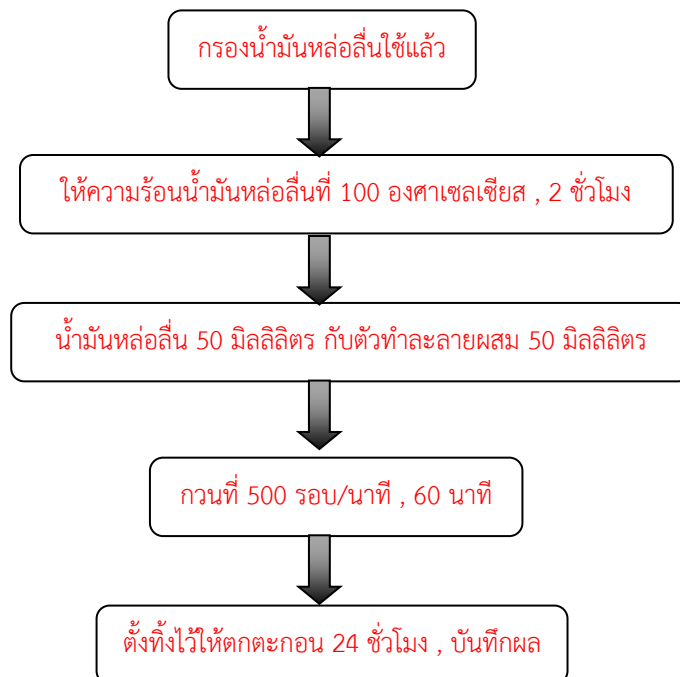 กรองน้ำมันหล่อลื่นใช้แล้ว
ให้ความร้อนน้ำมันหล่อลื่นที่ 100 องศาเซลเซียส , 2 ชั่วโมง
น้ำมันหล่อลื่น 50 มิลลิลิตร กับตัวทำละลายผสม 50 มิลลิลิตร
กวนที่ 500 รอบ/นาที , 60 นาที
ตั้งทิ้งไว้ให้ตกตะกอน 24 ชั่วโมง , บันทึกผล